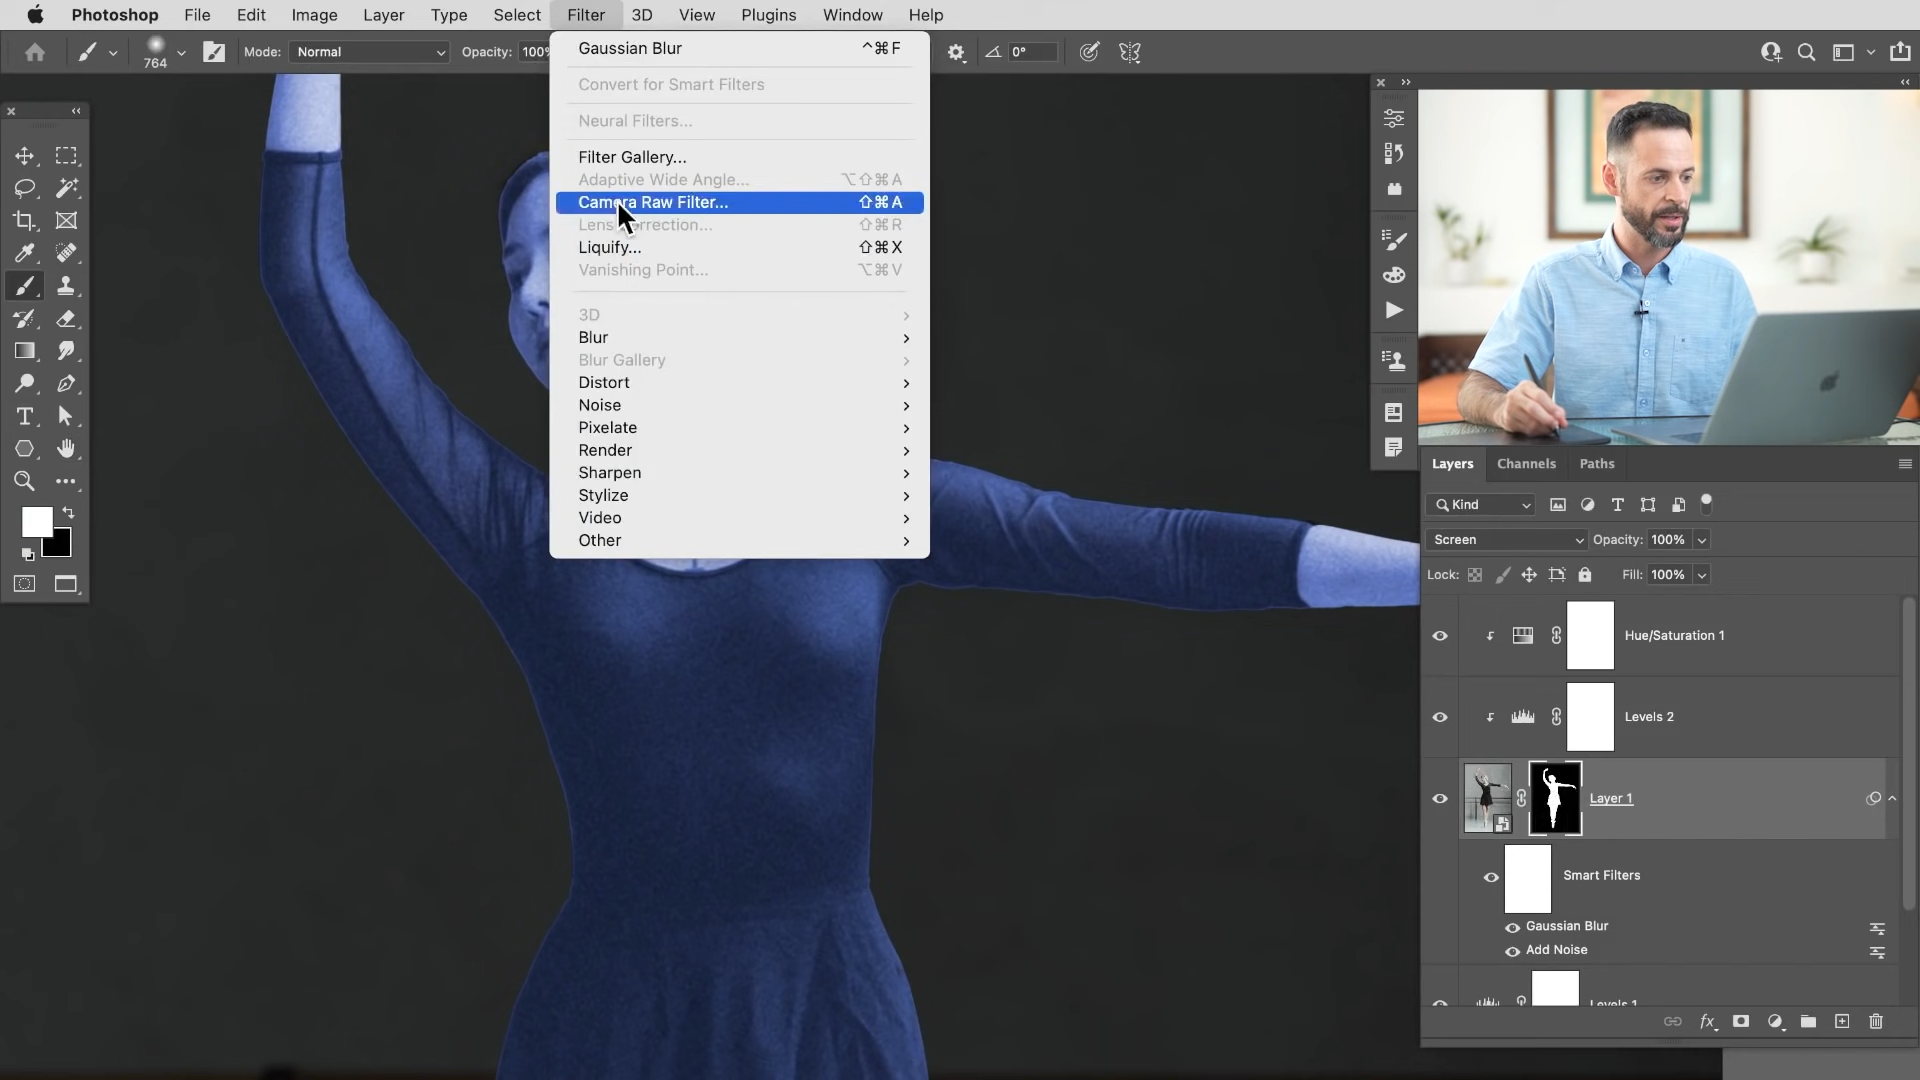 Photoshop File Edit Image Layer Type Select Filter 3D View Plugins Window Help
764 Mode: Normal Opacity: 100% 0°
Gaussian Blur ^⌘F
Convert for Smart Filters
Neural Filters...
Filter Gallery...
Adaptive Wide Angle... ⌥⇧⌘A
Camera Raw Filter... ⇧⌘A
Lens Correction... ⇧⌘R
Liquify... ⇧⌘X
Vanishing Point... ⌥⌘V
3D
Blur
Blur Gallery
Distort
Noise
Pixelate
Render
Sharpen
Stylize
Video
Other
Layers Channels Paths
Kind
Screen Opacity: 100%
Lock: Fill: 100%
Hue/Saturation 1
Levels 2
Layer 1
Smart Filters
Gaussian Blur
Add Noise
Levels 1
fx